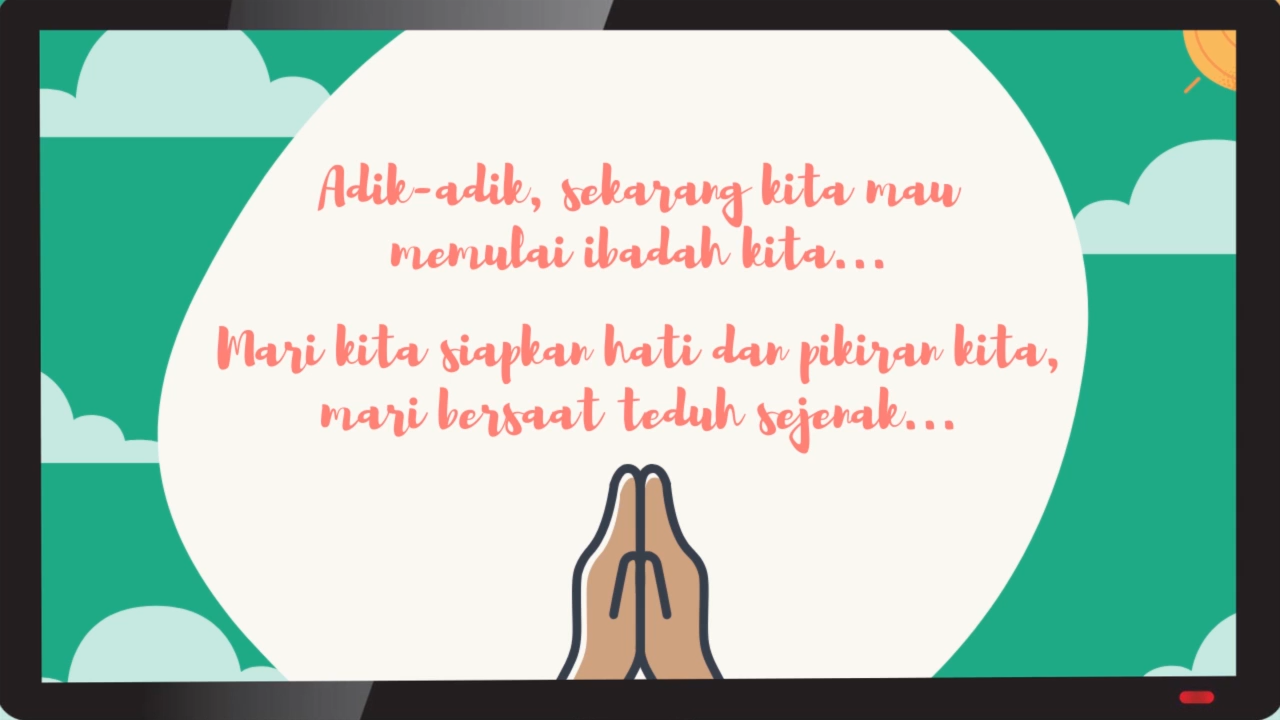 Adik-adik, sekarang kita mau
memulai ibadah kita...
Mari kita siapkan hati dan pikiran kita,
mari bersaat teduh sejenak...